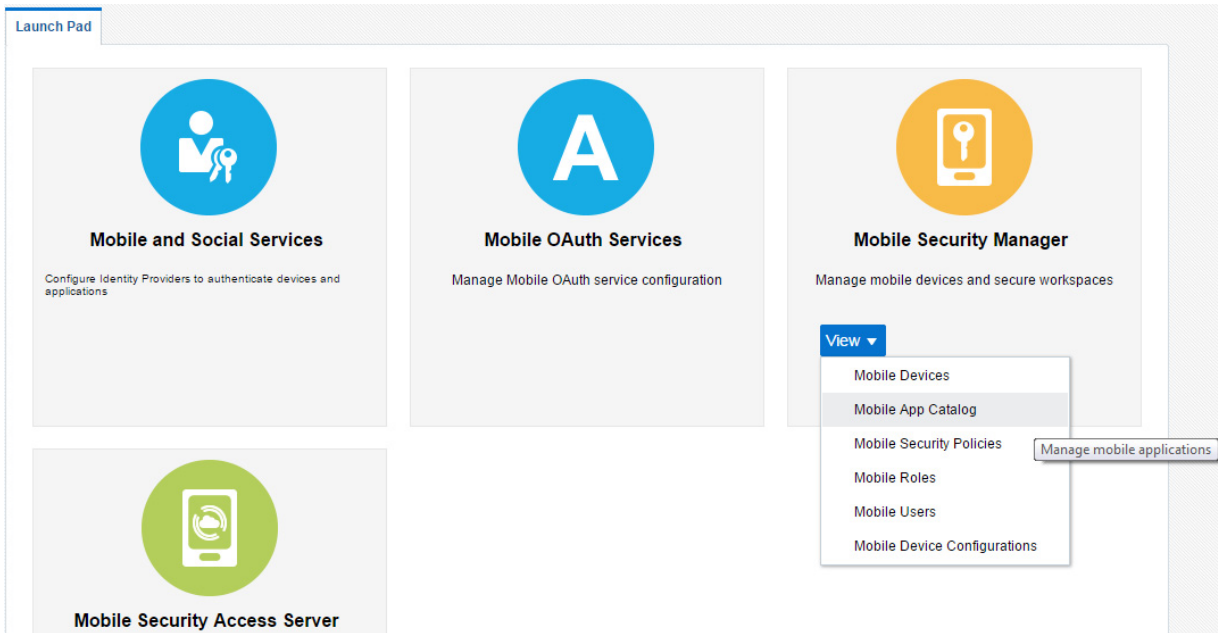 Launch Pad
A
Mobile and Social Services
Configure Identity Providers to authenticate devices and
applications
Mobile OAuth Services
Manage Mobile OAuth service configuration
Mobile Security Manager
Manage mobile devices and secure workspaces
View
Mobile Devices
Mobile App Catalog
Mobile Security Policies
Manage mobile applications
Mobile Roles
Mobile Users
Mobile Device Configurations
Mobile Security Access Server